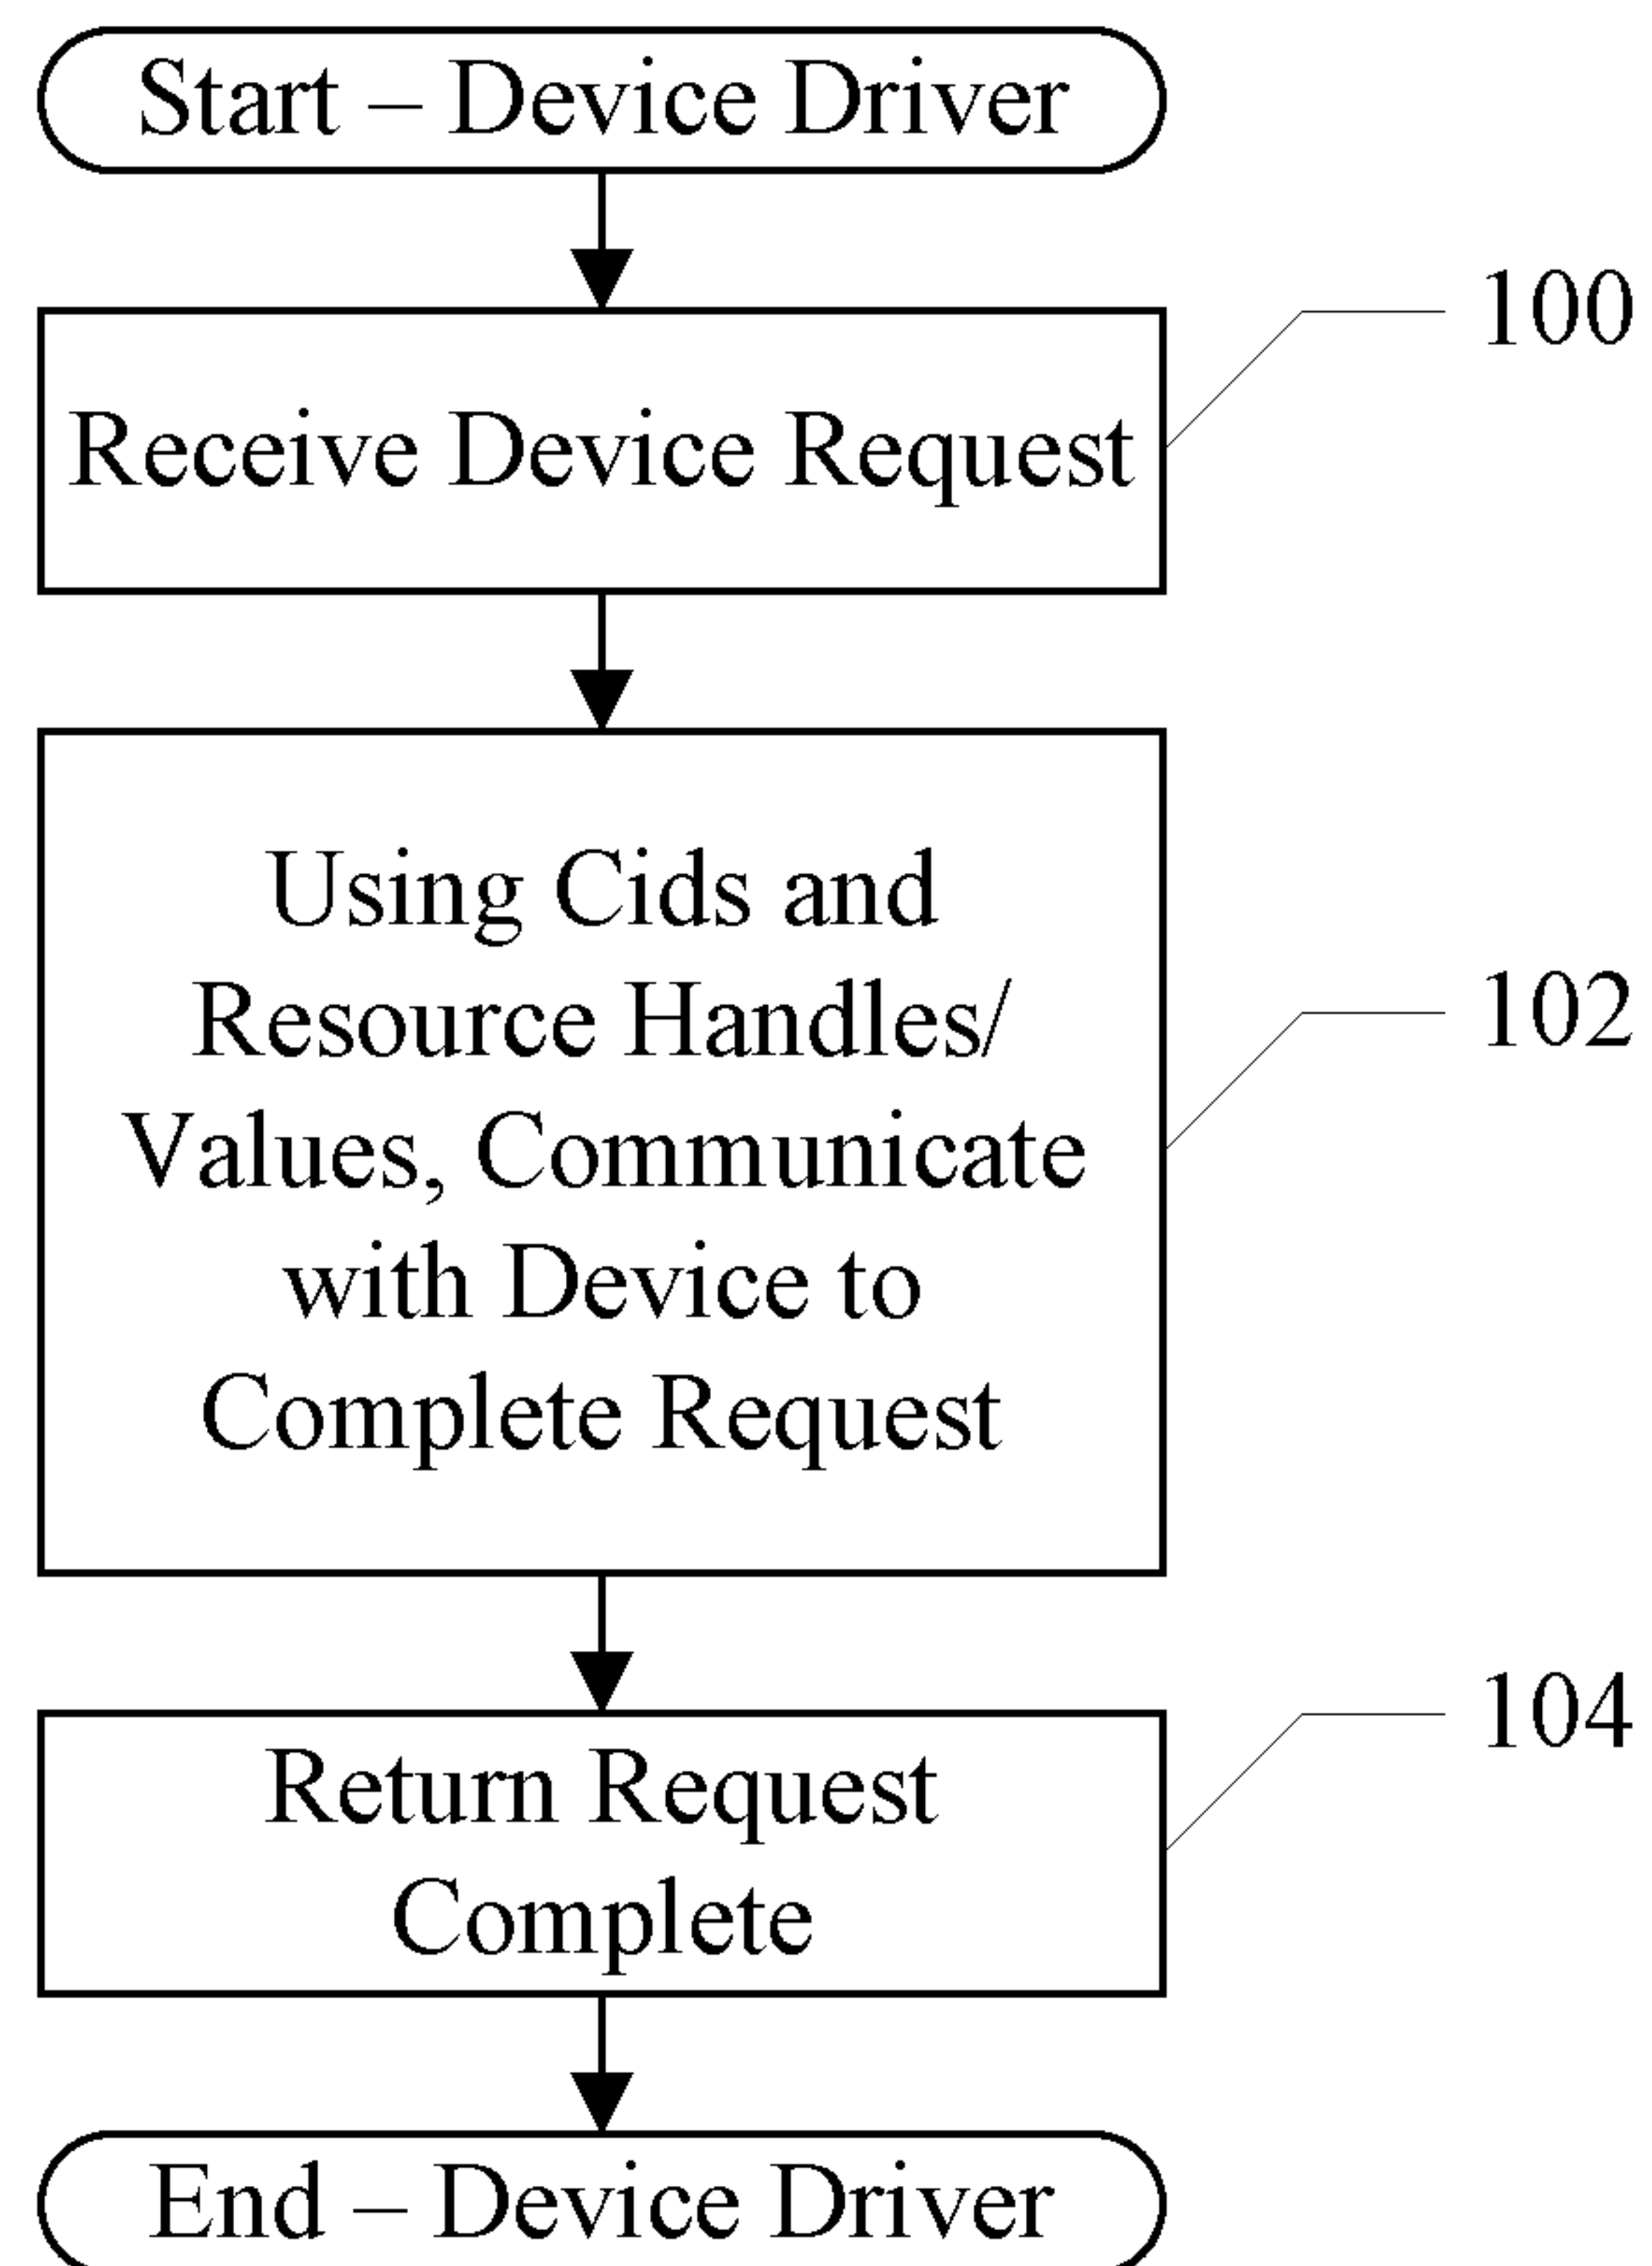 Start – Device Driver
100
Receive Device Request
Using Cids and
Resource Handles/
102
Values, Communicate
with Device to
Complete Request
104
Return Request
Complete
End – Device Driver